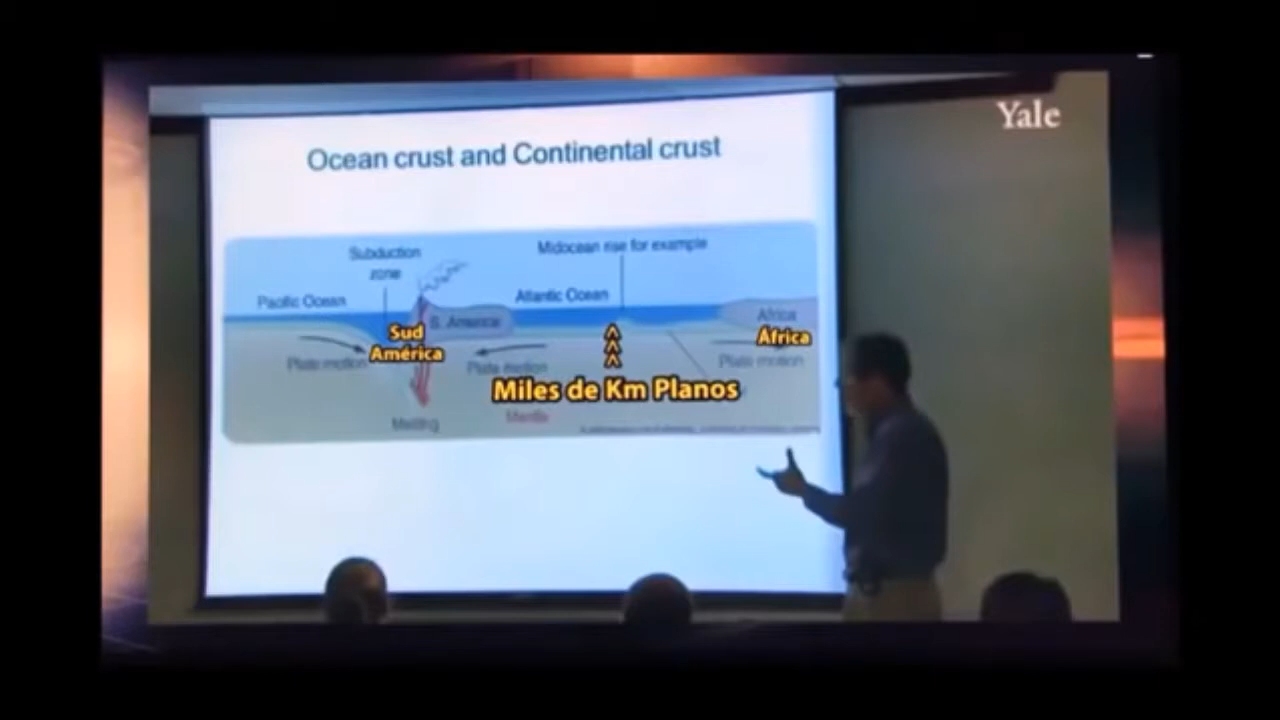 Yale
Ocean crust and Continental crust
Subduction
zone
Midocean rise for example
Pacific Ocean
Atlantic Ocean
S. America
Africa
Sud
América
África
Plate motion
Plate motion
Plate motion
Miles de Km Planos
Melting
Mantle